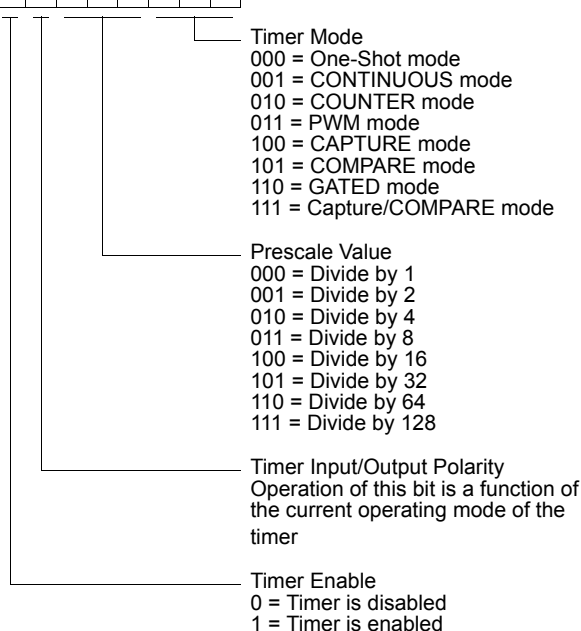 Timer Mode
000 = One-Shot mode
001 = CONTINUOUS mode
010 = COUNTER mode
011 = PWM mode
100 = CAPTURE mode
101 = COMPARE mode
110 = GATED mode
111 = Capture/COMPARE mode
Prescale Value
000 = Divide by 1
001 = Divide by 2
010 = Divide by 4
011 = Divide by 8
100 = Divide by 16
101 = Divide by 32
110 = Divide by 64
111 = Divide by 128
Timer Input/Output Polarity
Operation of this bit is a function of
the current operating mode of the
timer
Timer Enable
0 = Timer is disabled
1 = Timer is enabled